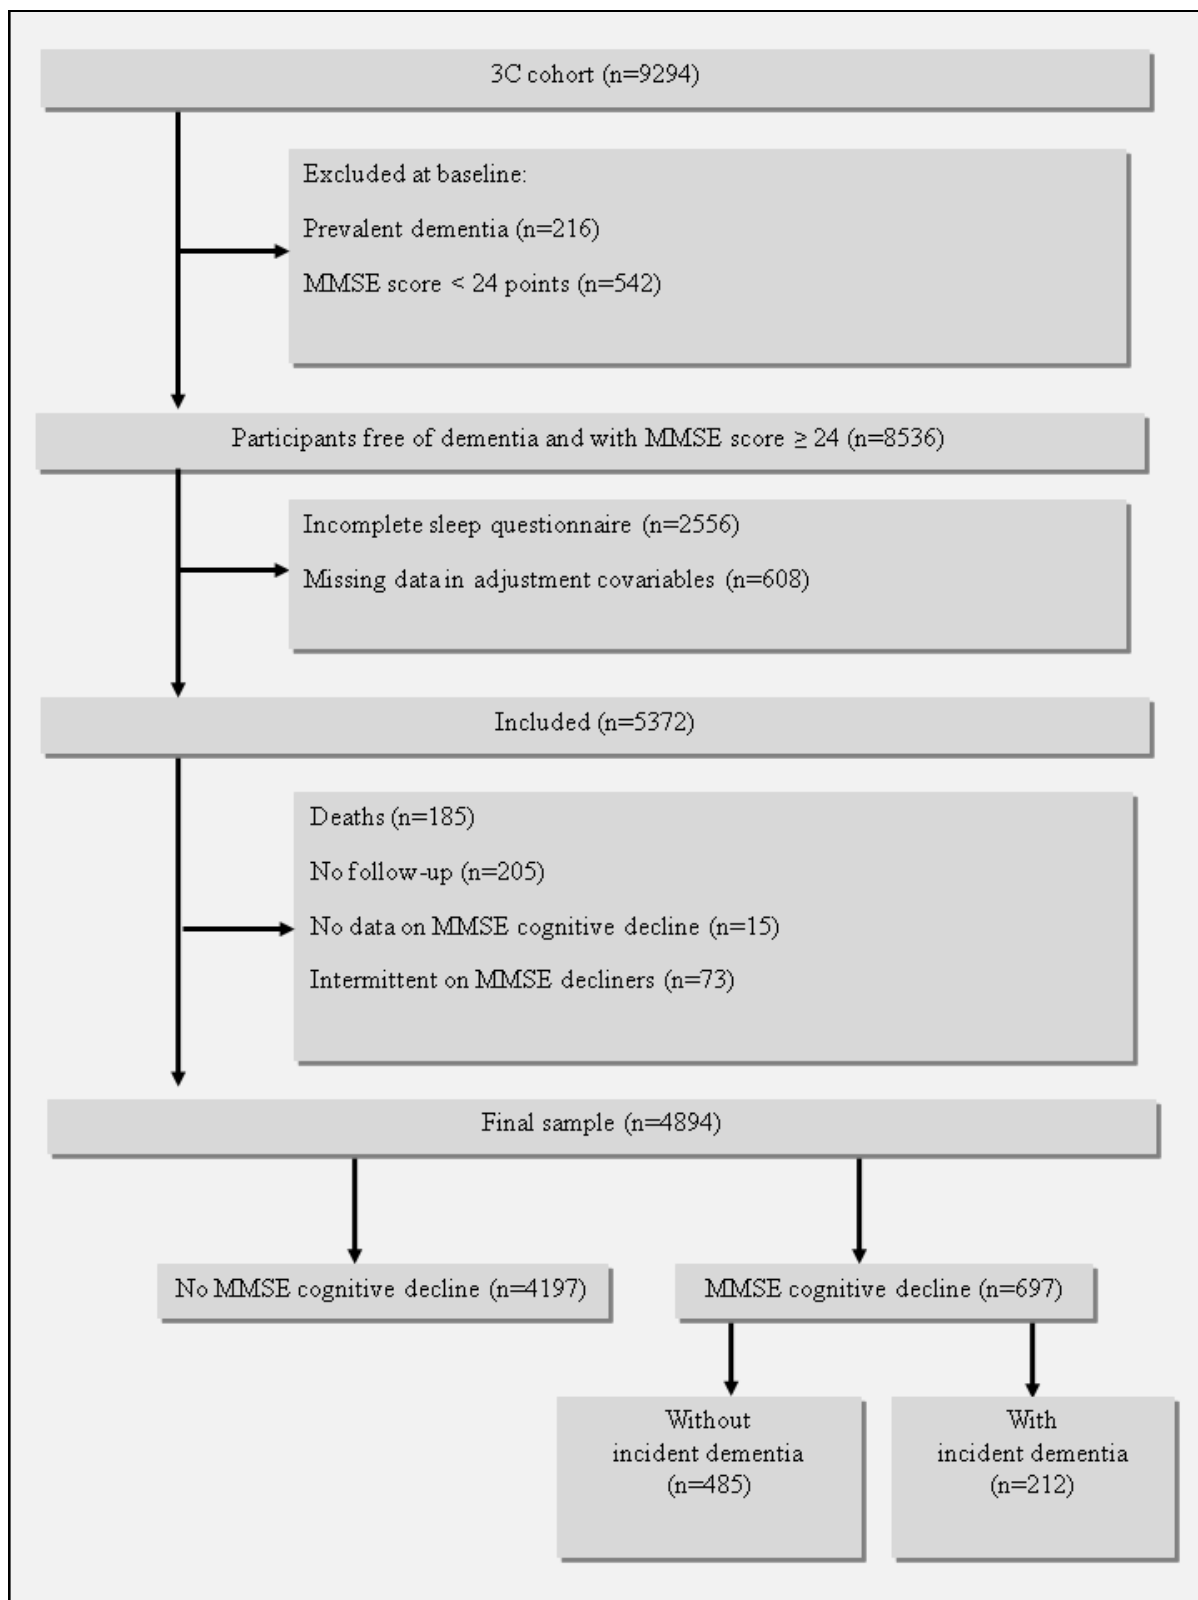 3C cohort (n=9294)
Excluded at baseline:
Prevalent dementia (n=216)
MMSE score < 24 points (n=542)
Participants free of dementia and with MMSE score ≥ 24 (n=8536)
Incomplete sleep questionnaire (n=2556)
Missing data in adjustment covariables (n=608)
Included (n=5372)
Deaths (n=185)
No follow-up (n=205)
No data on MMSE cognitive decline (n=15)
Intermittent on MMSE decliners (n=73)
Final sample (n=4894)
No MMSE cognitive decline (n=4197)
MMSE cognitive decline (n=697)
Without
incident dementia
(n=485)
With
incident dementia
(n=212)